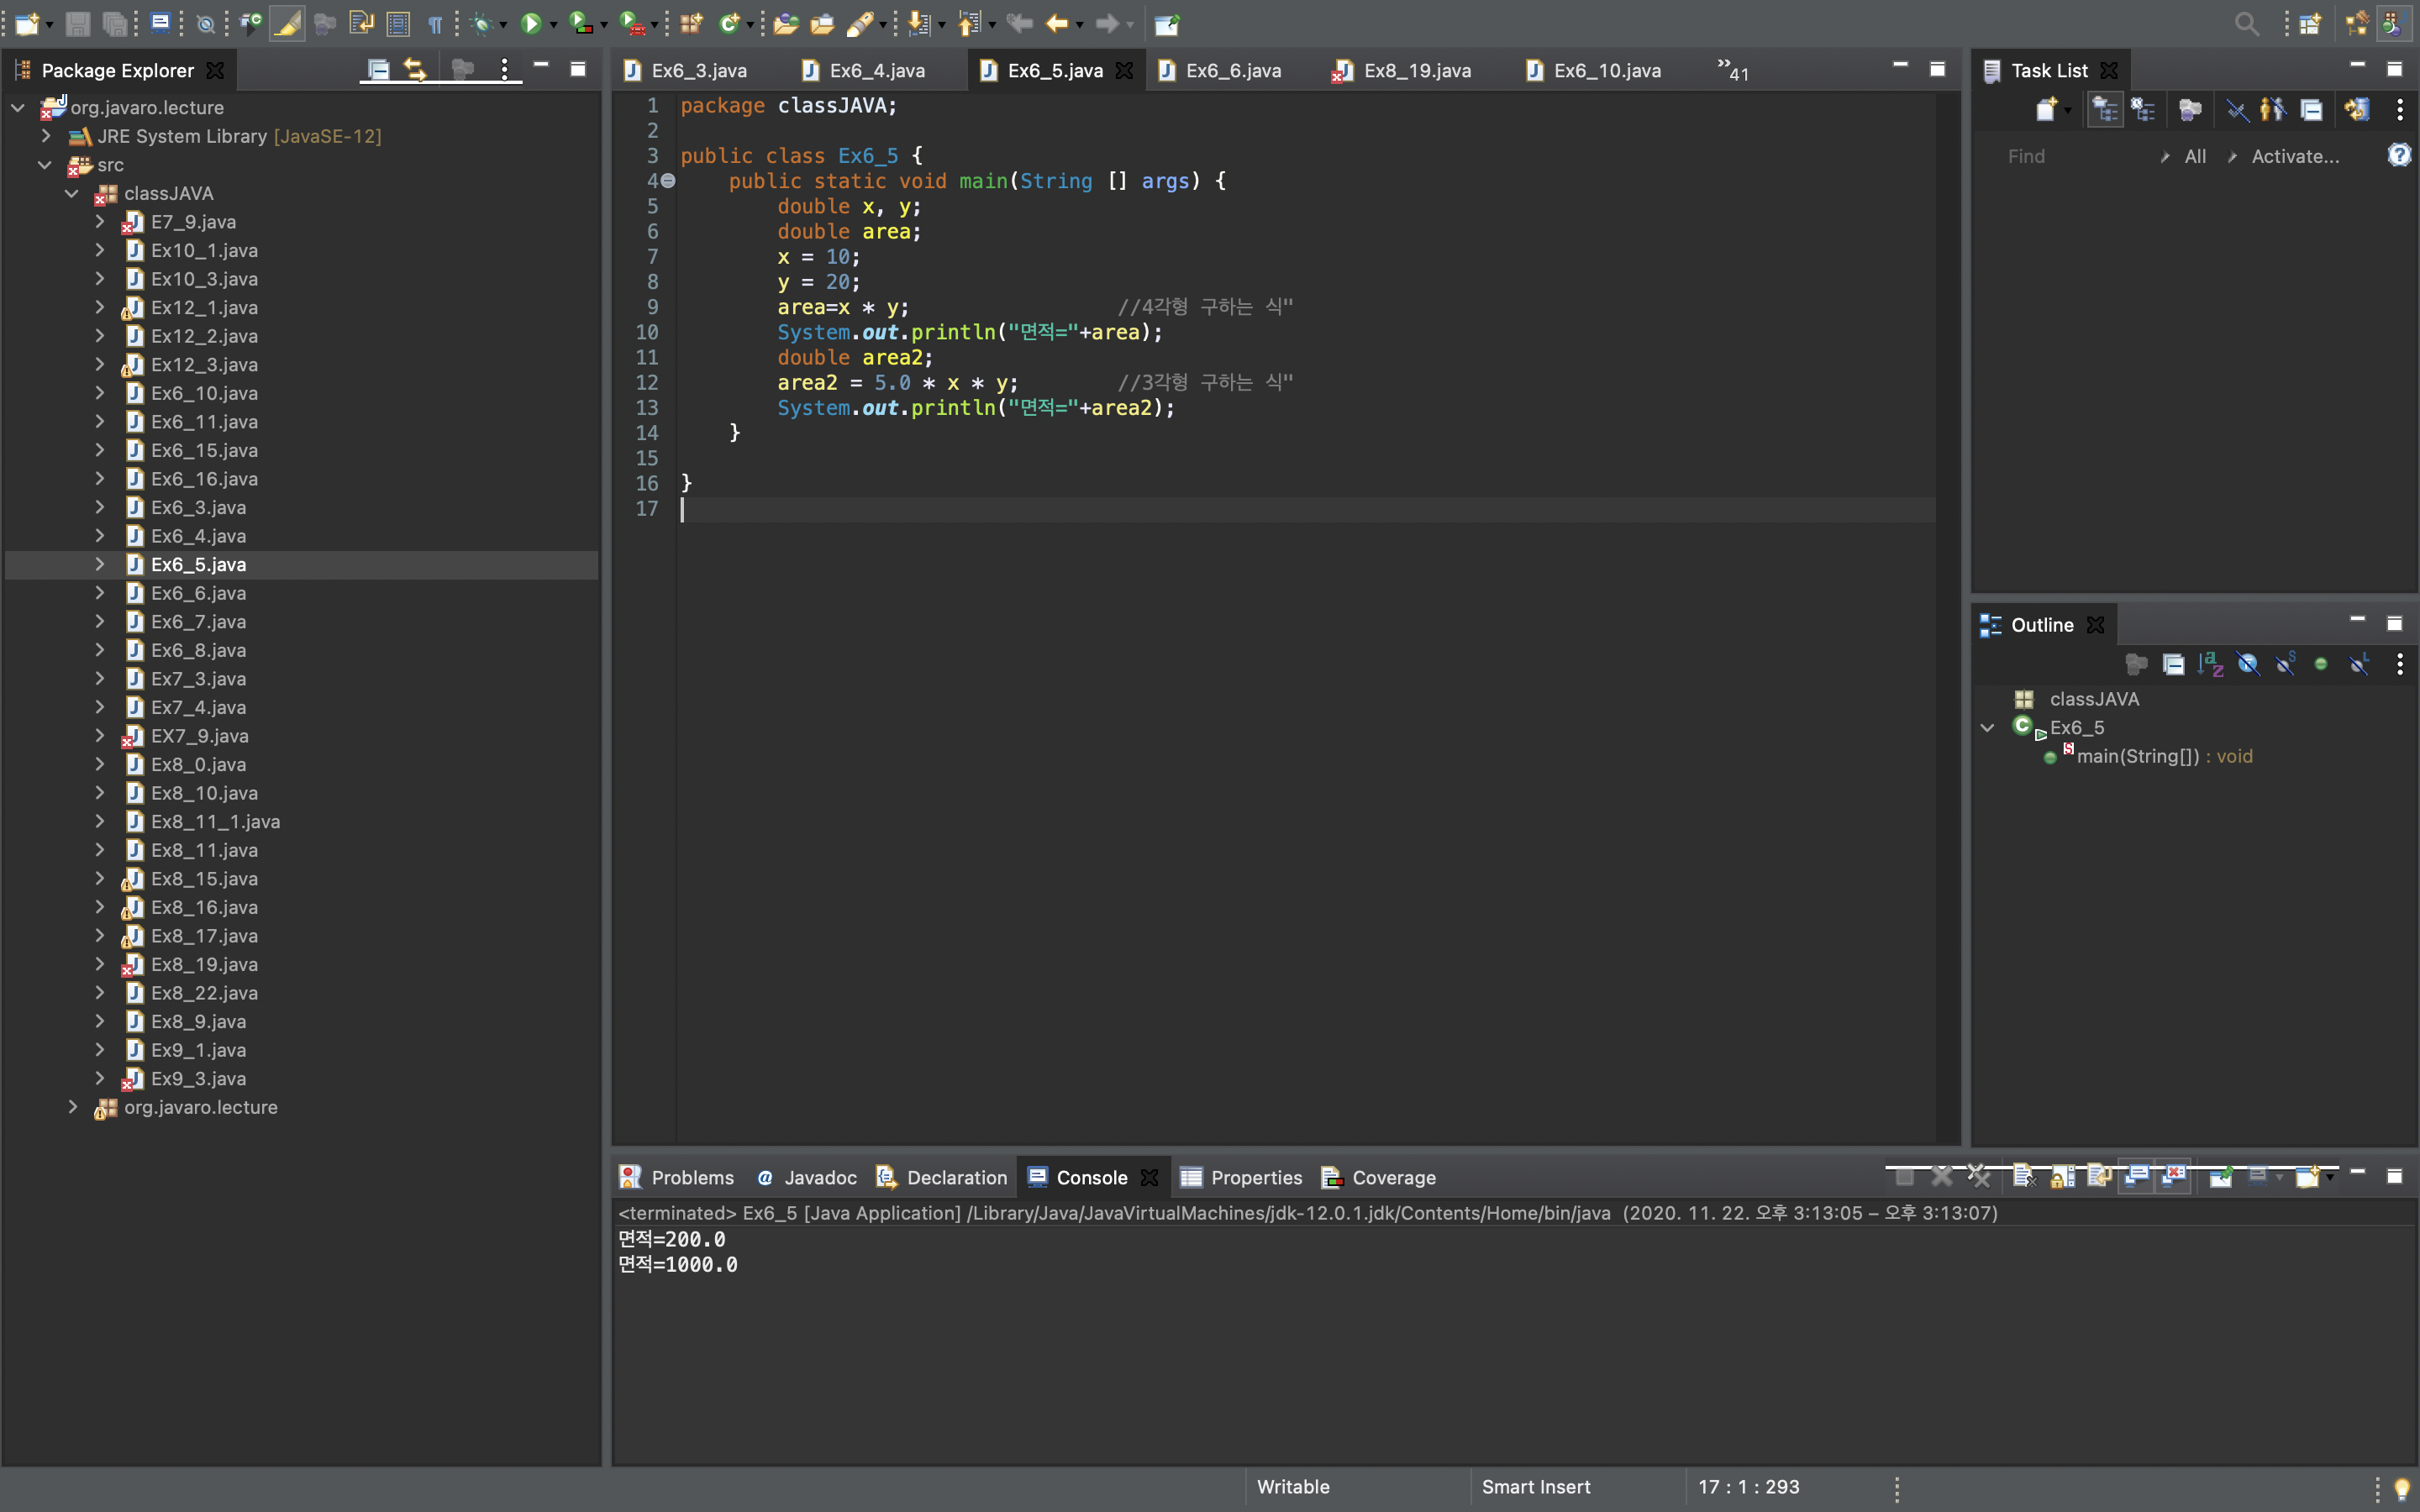 Package Explorer
org.javaro.lecture
JRE System Library [JavaSE-12]
src
classJAVA
E7_9.java
Ex10_1.java
Ex10_3.java
Ex12_1.java
Ex12_2.java
Ex12_3.java
Ex6_10.java
Ex6_11.java
Ex6_15.java
Ex6_16.java
Ex6_3.java
Ex6_4.java
Ex6_5.java
Ex6_6.java
Ex6_7.java
Ex6_8.java
Ex7_3.java
Ex7_4.java
EX7_9.java
Ex8_0.java
Ex8_10.java
Ex8_11_1.java
Ex8_11.java
Ex8_15.java
Ex8_16.java
Ex8_17.java
Ex8_19.java
Ex8_22.java
Ex8_9.java
Ex9_1.java
Ex9_3.java
org.javaro.lecture
Ex6_3.java Ex6_4.java Ex6_5.java Ex6_6.java Ex8_19.java Ex6_10.java »41
1 package classJAVA;
2
3 public class Ex6_5 {
4 public static void main(String [] args) {
5 double x, y;
6 double area;
7 x = 10;
8 y = 20;
9 area=x * y; //4각형 구하는 식"
10 System.out.println("면적="+area);
11 double area2;
12 area2 = 5.0 * x * y; //3각형 구하는 식"
13 System.out.println("면적="+area2);
14 }
15
16 }
17
Task List
Find All Activate...
Outline
classJAVA
Ex6_5
main(String[]) : void
Problems Javadoc Declaration Console Properties Coverage
<terminated> Ex6_5 [Java Application] /Library/Java/JavaVirtualMachines/jdk-12.0.1.jdk/Contents/Home/bin/java (2020. 11. 22. 오후 3:13:05 – 오후 3:13:07)
면적=200.0
면적=1000.0
Writable Smart Insert 17 : 1 : 293